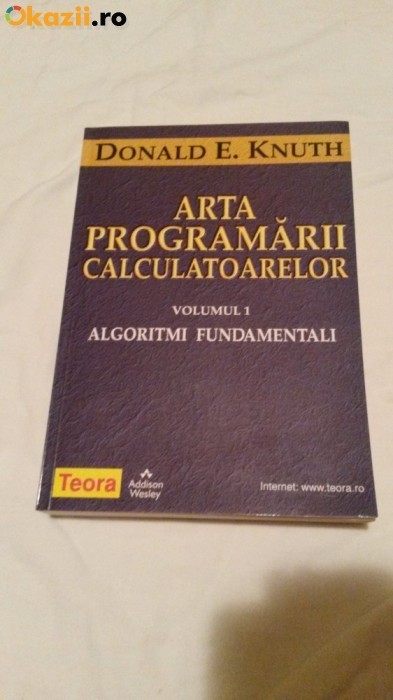 Okazii.ro
DONALD E. KNUTH
ARTA
PROGRAMĂRII
CALCULATOARELOR
VOLUMUL 1
ALGORITMI FUNDAMENTALI
Teora
Addison
Wesley
Internet: www.teora.ro